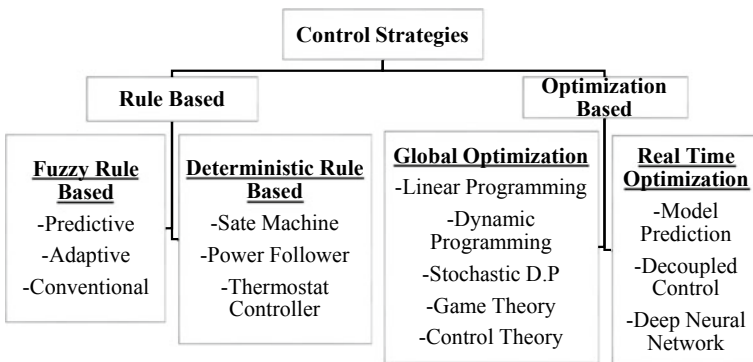 Control Strategies
Rule Based
Optimization
Based
Fuzzy Rule
Based
-Predictive
-Adaptive
-Conventional
Deterministic Rule
Based
-Sate Machine
-Power Follower
-Thermostat
Controller
Global Optimization
-Linear Programming
-Dynamic
Programming
-Stochastic D.P
-Game Theory
-Control Theory
Real Time
Optimization
-Model
Prediction
-Decoupled
Control
-Deep Neural
Network